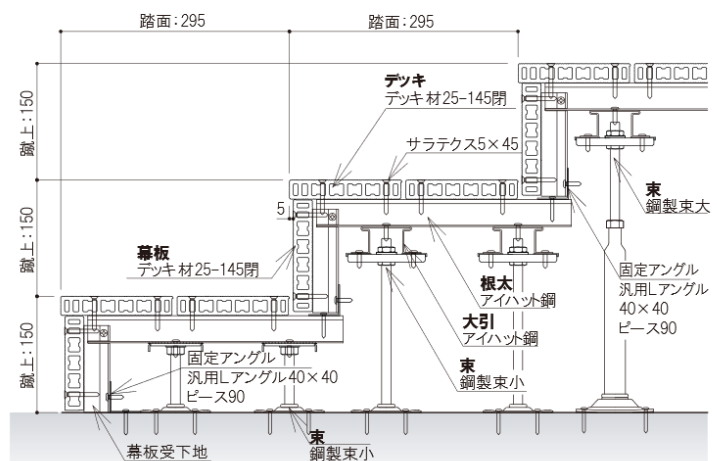 踏面：295
踏面：295
蹴上：150
蹴上：150
蹴上：150
デッキ
デッキ材25-145閉
サラテクス5×45
5
幕板
デッキ材25-145閉
束
鋼製束大
固定アングル
汎用Lアングル
40×40
ピース90
根太
アイハット鋼
大引
アイハット鋼
束
鋼製束小
固定アングル
汎用Lアングル40×40
ピース90
幕板受下地
束
鋼製束小